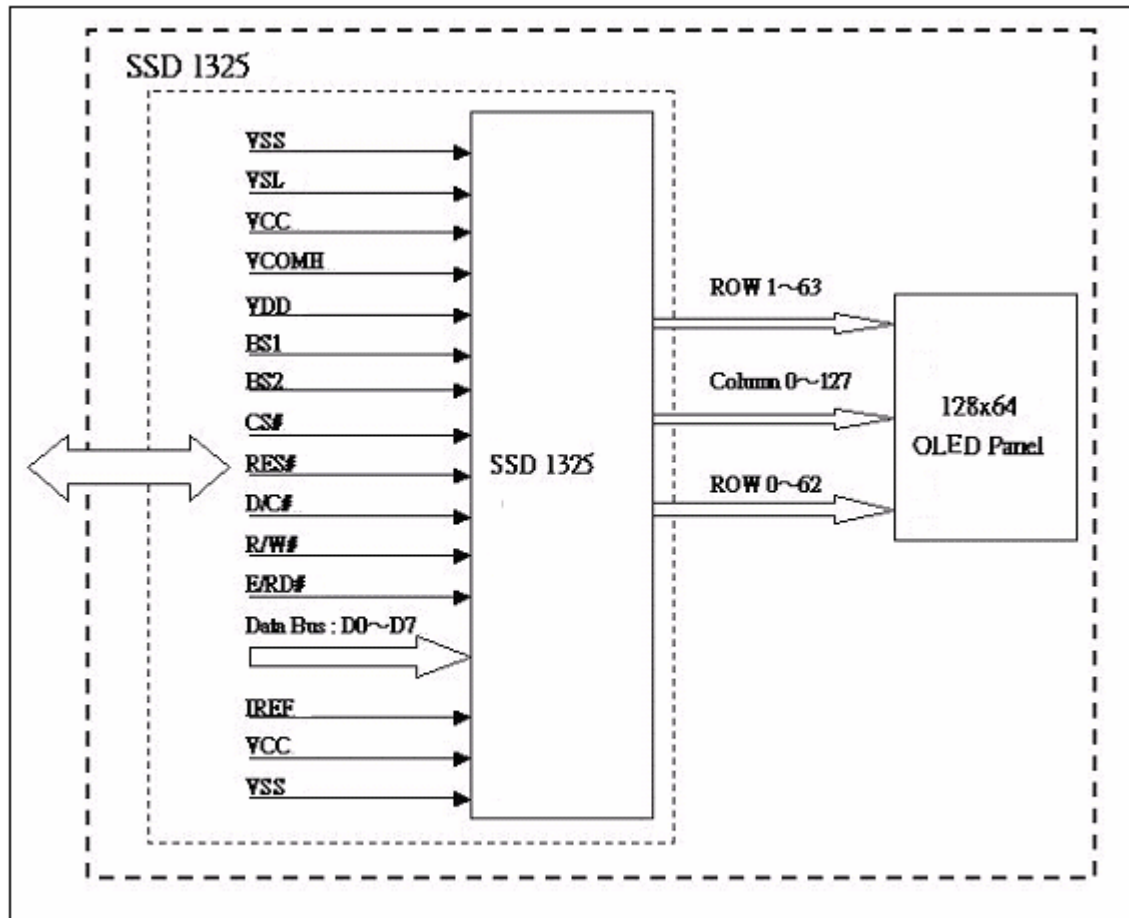 SSD 1325
VSS
VSL
VCC
VCOMH
VDD
BS1
BS2
CS#
RES#
D/C#
R/W#
E/RD#
Data Bus : D0～D7
IREF
VCC
VSS
SSD 1325
ROW 1～63
Column 0～127
ROW 0～62
128x64
OLED Panel